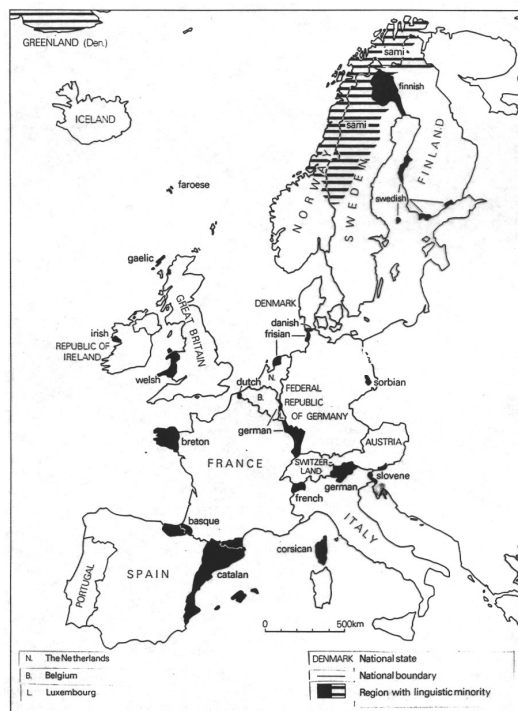 GREENLAND (Den.)
ICELAND
sami
finnish
sami
FINLAND
NORWAY
SWEDEN
faroese
swedish
gaelic
GREAT BRITAIN
DENMARK
danish
frisian
irish
REPUBLIC OF
IRELAND
welsh
N.
dutch
B.
FEDERAL
REPUBLIC
OF GERMANY
sorbian
german
L.
breton
AUSTRIA
FRANCE
SWITZER
LAND
slovene
german
french
basque
ITALY
corsican
catalan
SPAIN
PORTUGAL
0 500km
N. The Netherlands
B. Belgium
L. Luxembourg
DENMARK National state
National boundary
Region with linguistic minority